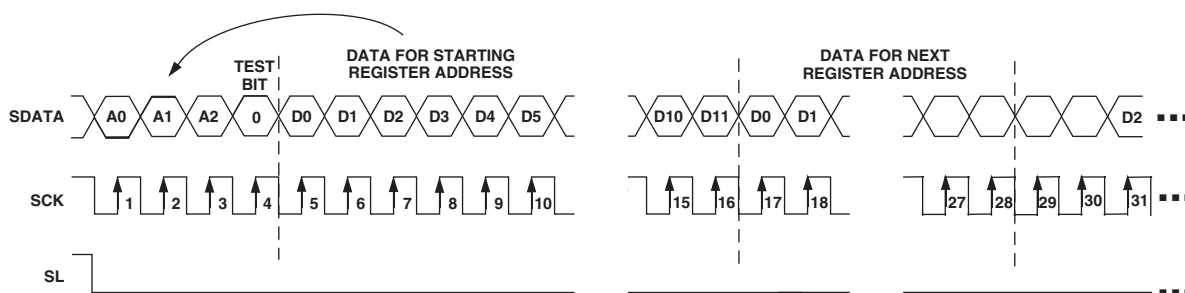 DATA FOR STARTING
REGISTER ADDRESS
DATA FOR NEXT
REGISTER ADDRESS
TEST
BIT
SDATA A0 A1 A2 0 D0 D1 D2 D3 D4 D5 D10 D11 D0 D1 D2
SCK 1 2 3 4 5 6 7 8 9 10 15 16 17 18 27 28 29 30 31
SL